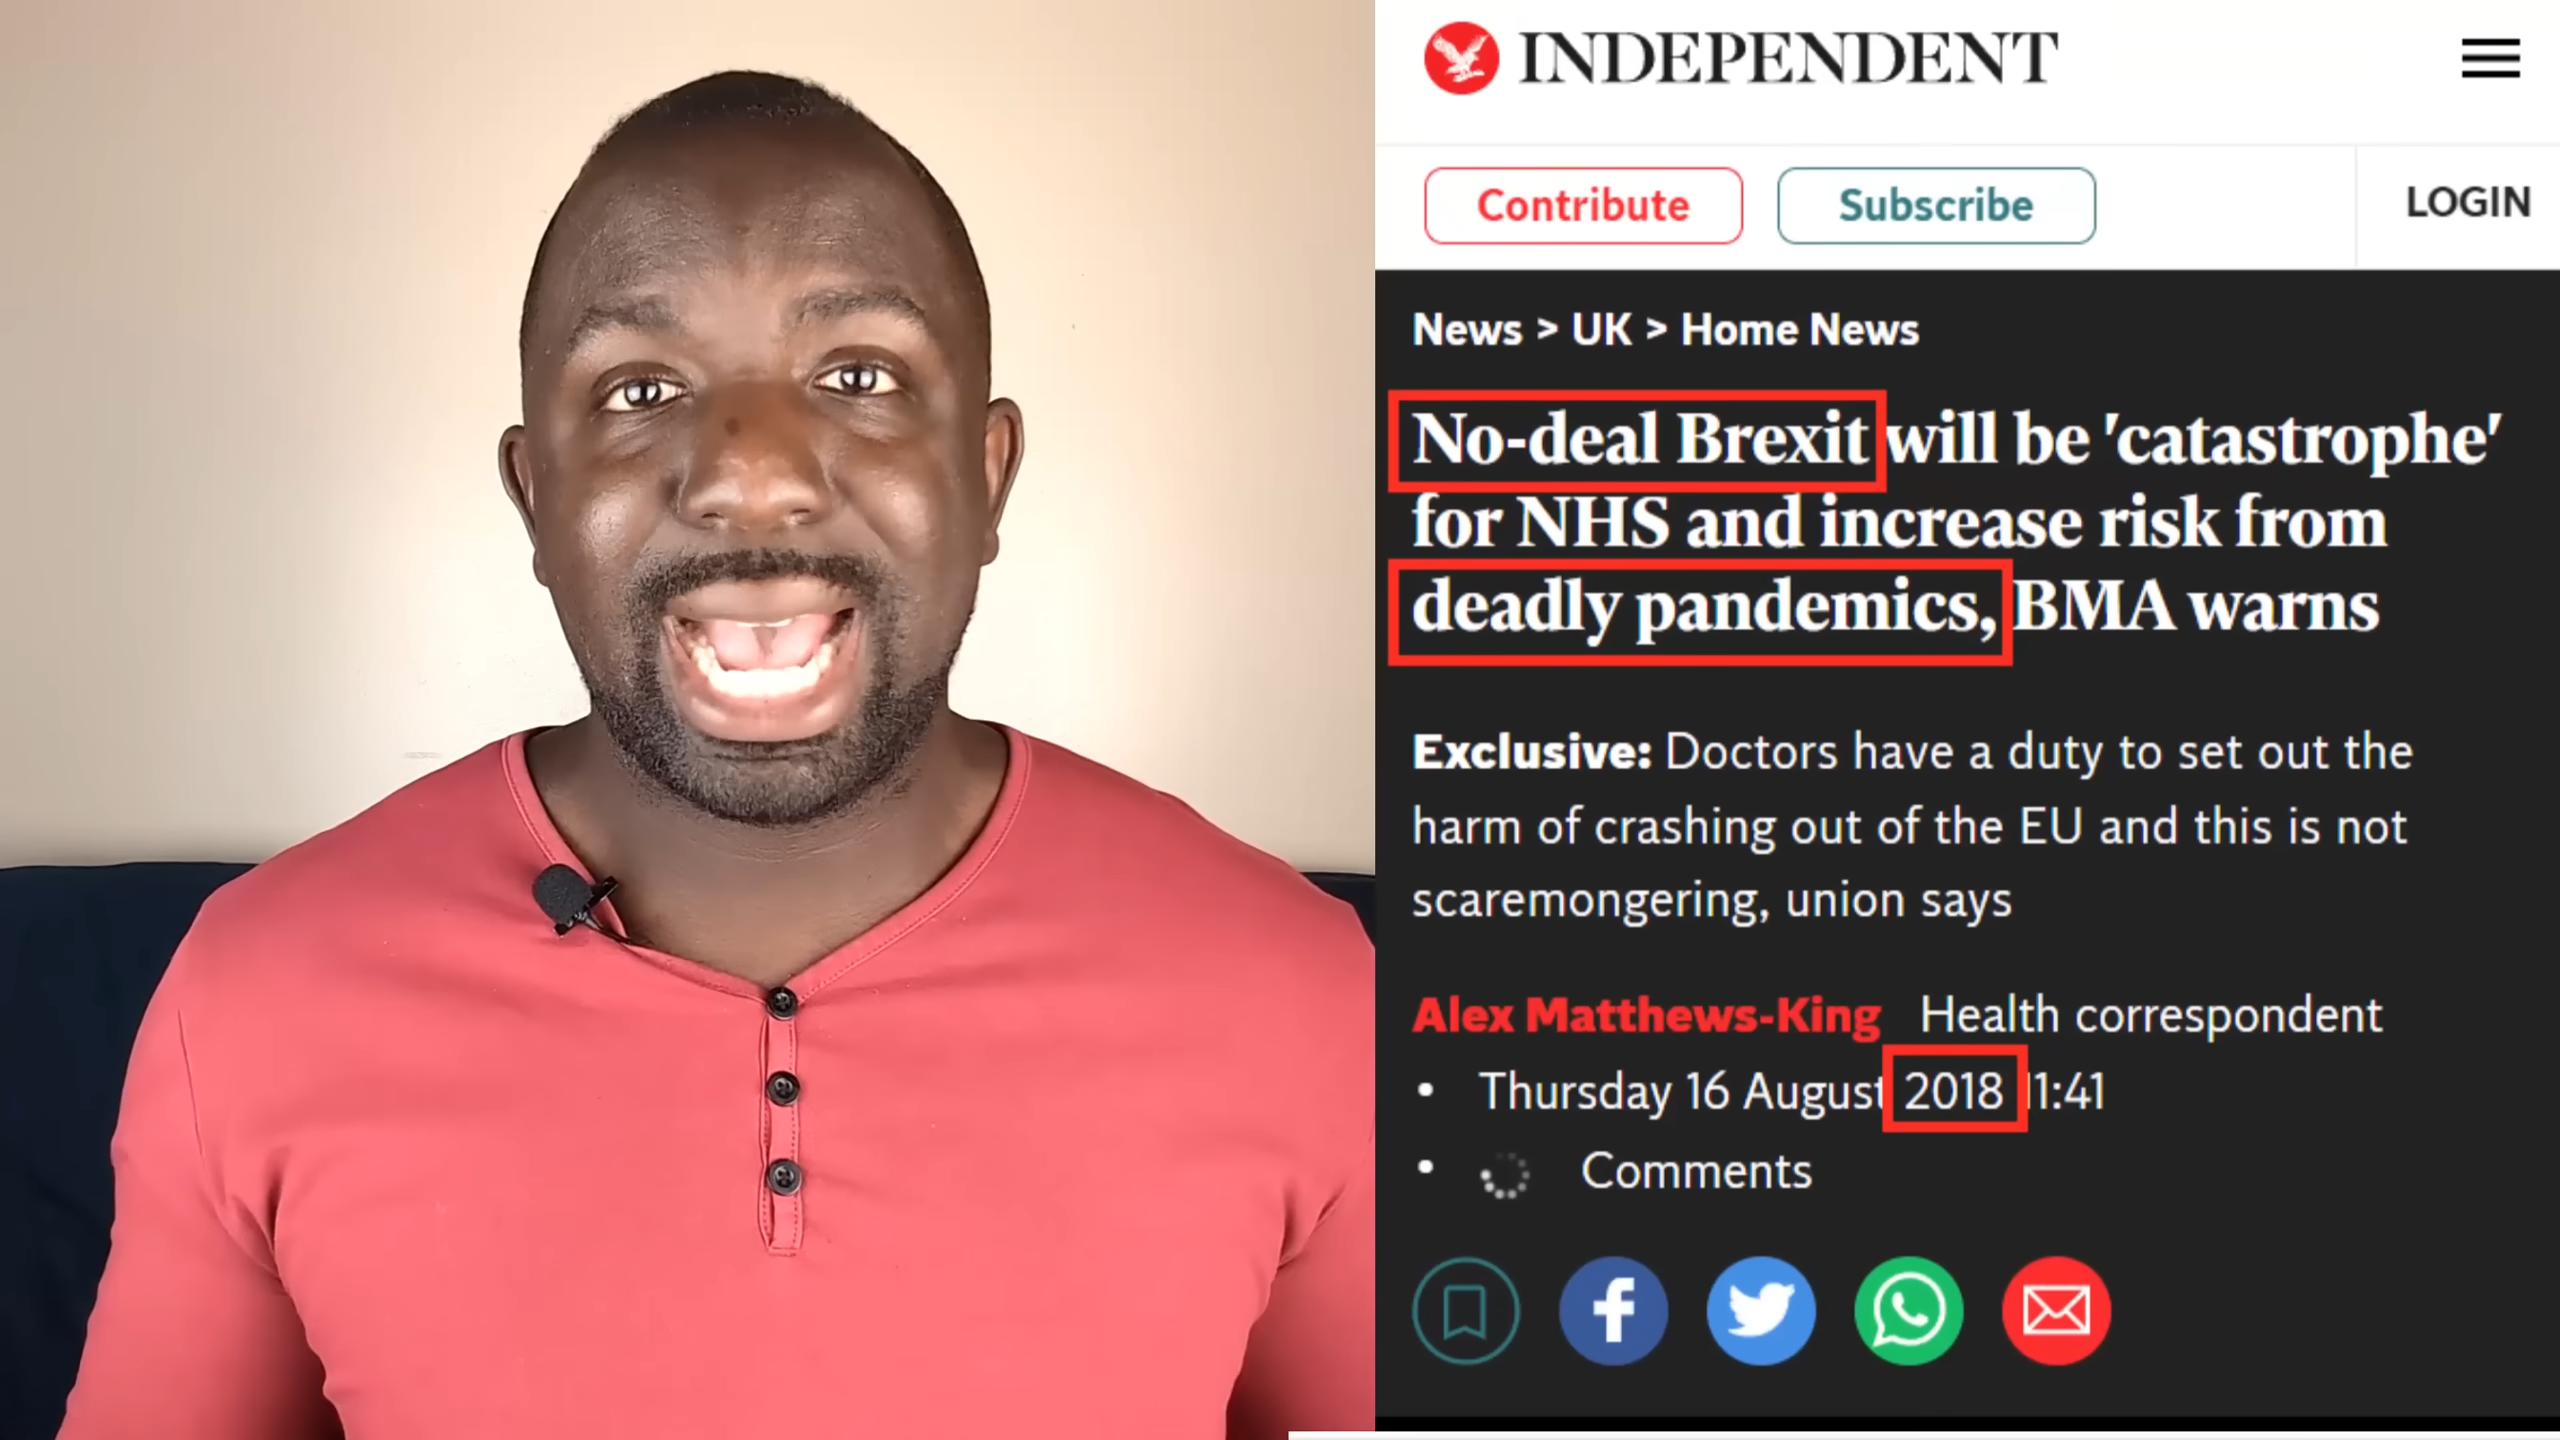 INDEPENDENT
Contribute
Subscribe
LOGIN
News > UK > Home News
No-deal Brexit will be 'catastrophe'
for NHS and increase risk from
deadly pandemics, BMA warns
Exclusive: Doctors have a duty to set out the
harm of crashing out of the EU and this is not
scaremongering, union says
Alex Matthews-King Health correspondent
• Thursday 16 August 2018 11:41
• Comments